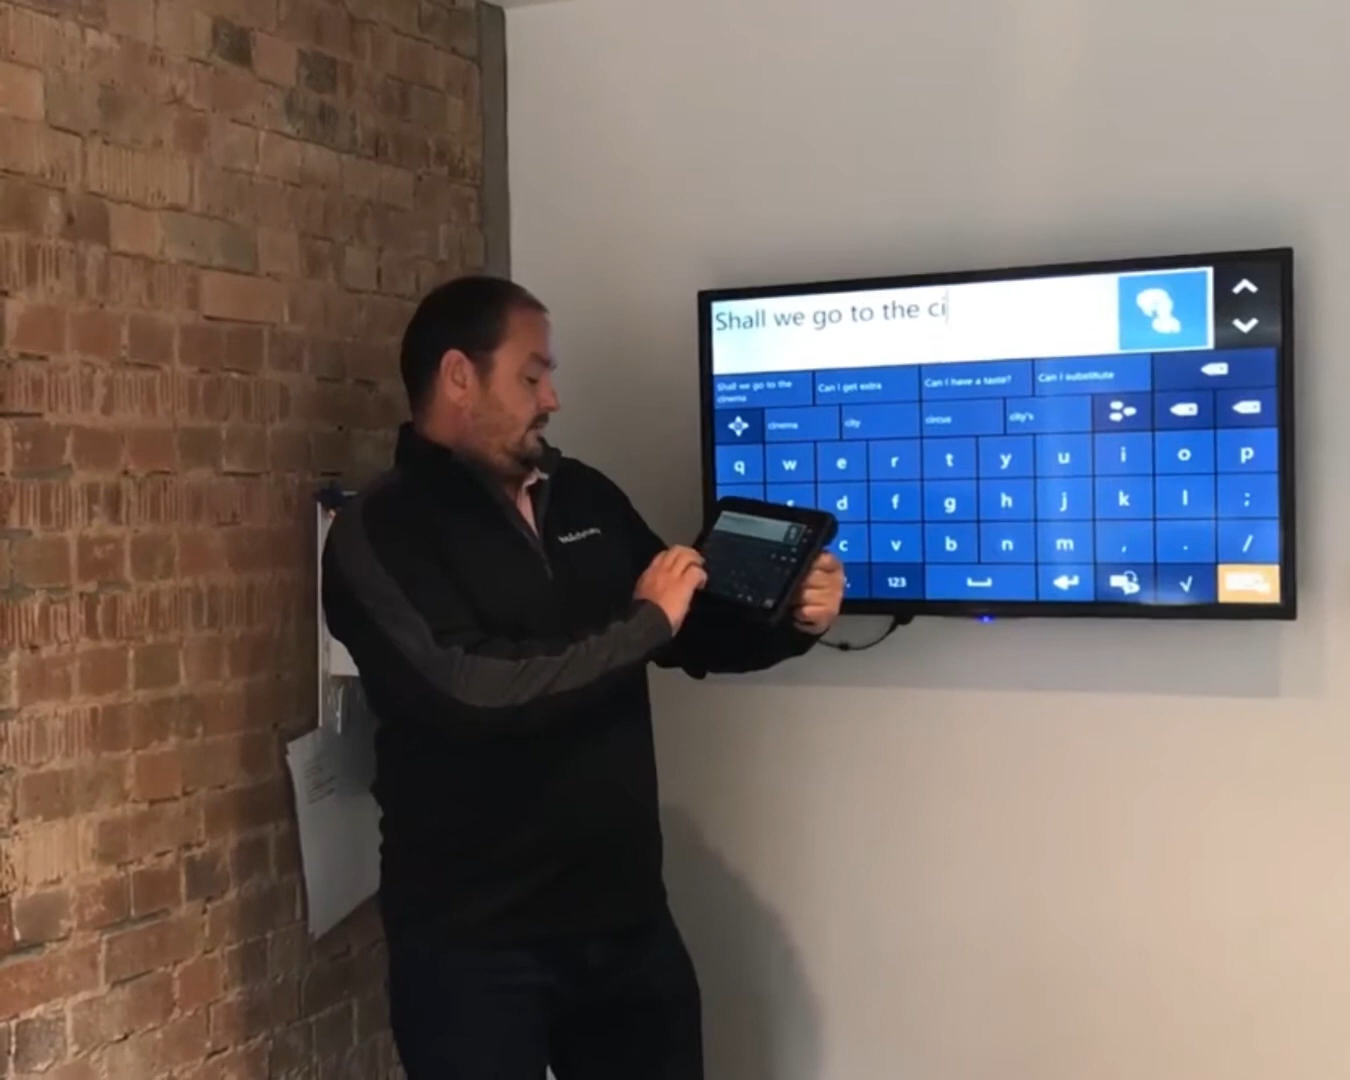 Shall we go to the ci
Shall we go to the cinema
Can I get extra
Can I have a taste?
Can I substitute
cinema
city
circus
city's
q w e r t y u i o p
d f g h j k l ;
c v b n m , . /
123 √